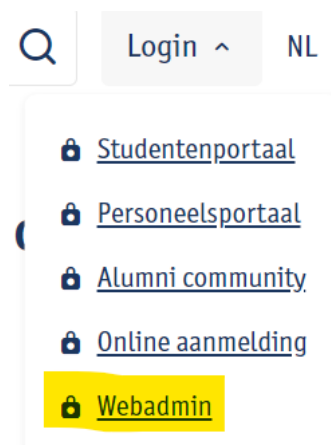 Login NL
Studentenportaal
Personeelsportaal
Alumni community
Online aanmelding
Webadmin